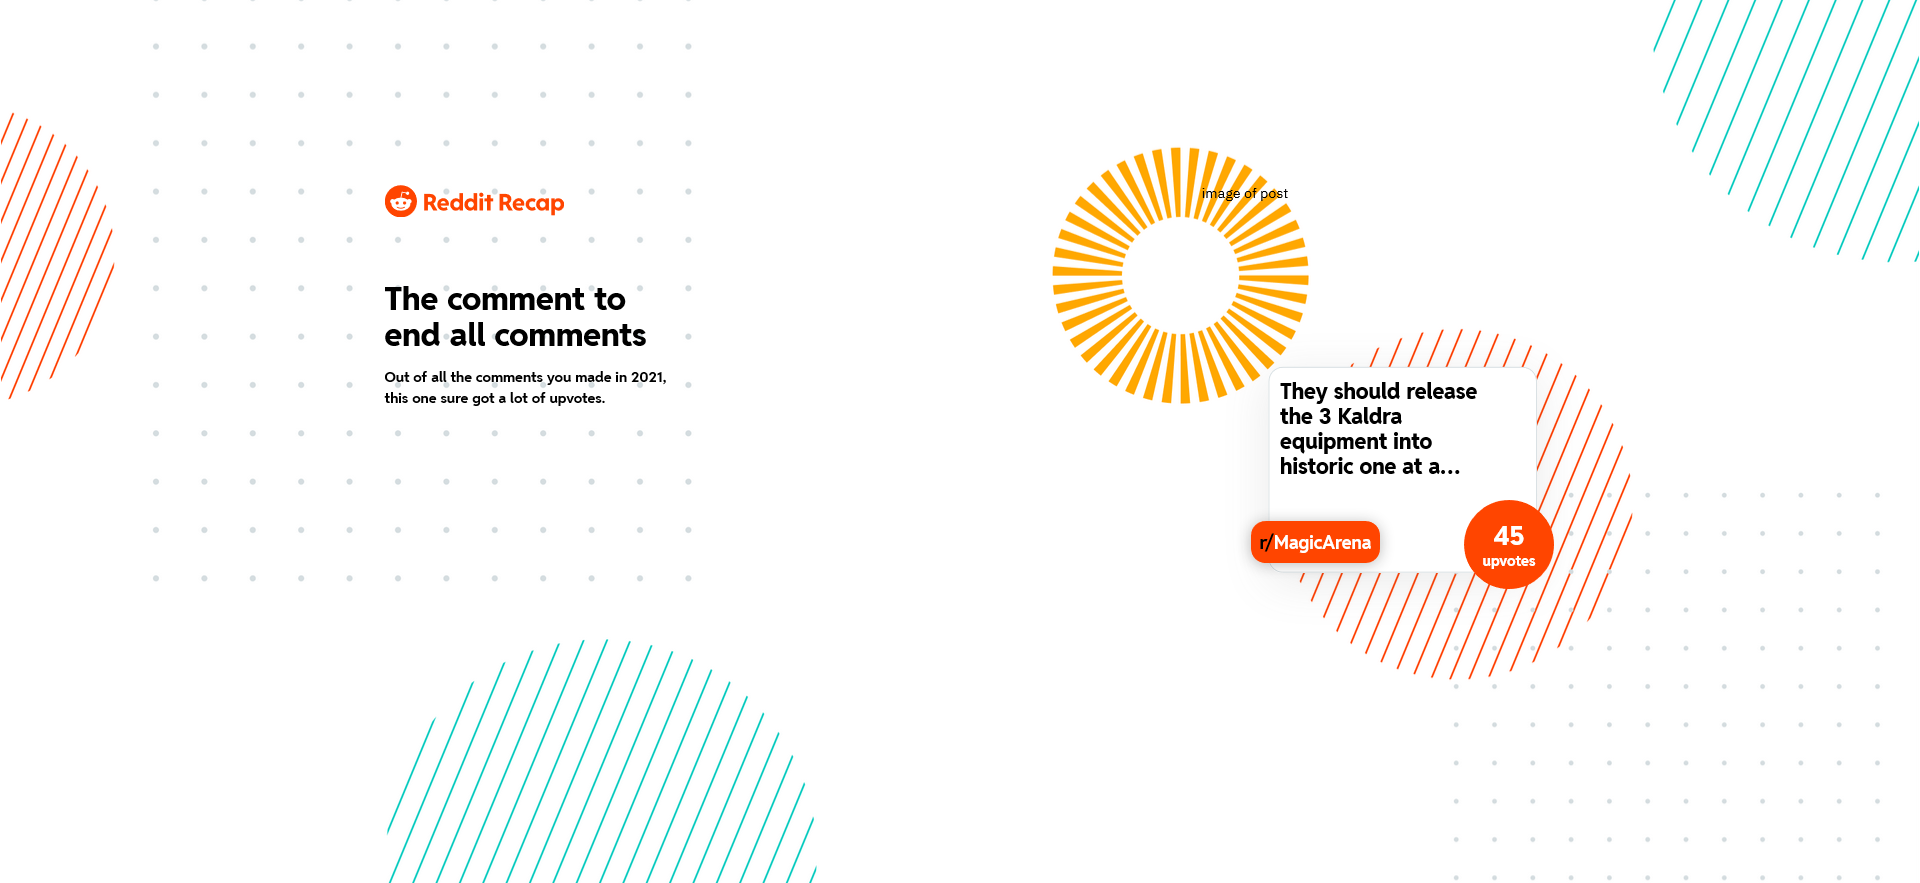 Reddit Recap
The comment to
end all comments
Out of all the comments you made in 2021,
this one sure got a lot of upvotes.
image of post
They should release
the 3 Kaldra
equipment into
historic one at a...
r/MagicArena
45
upvotes